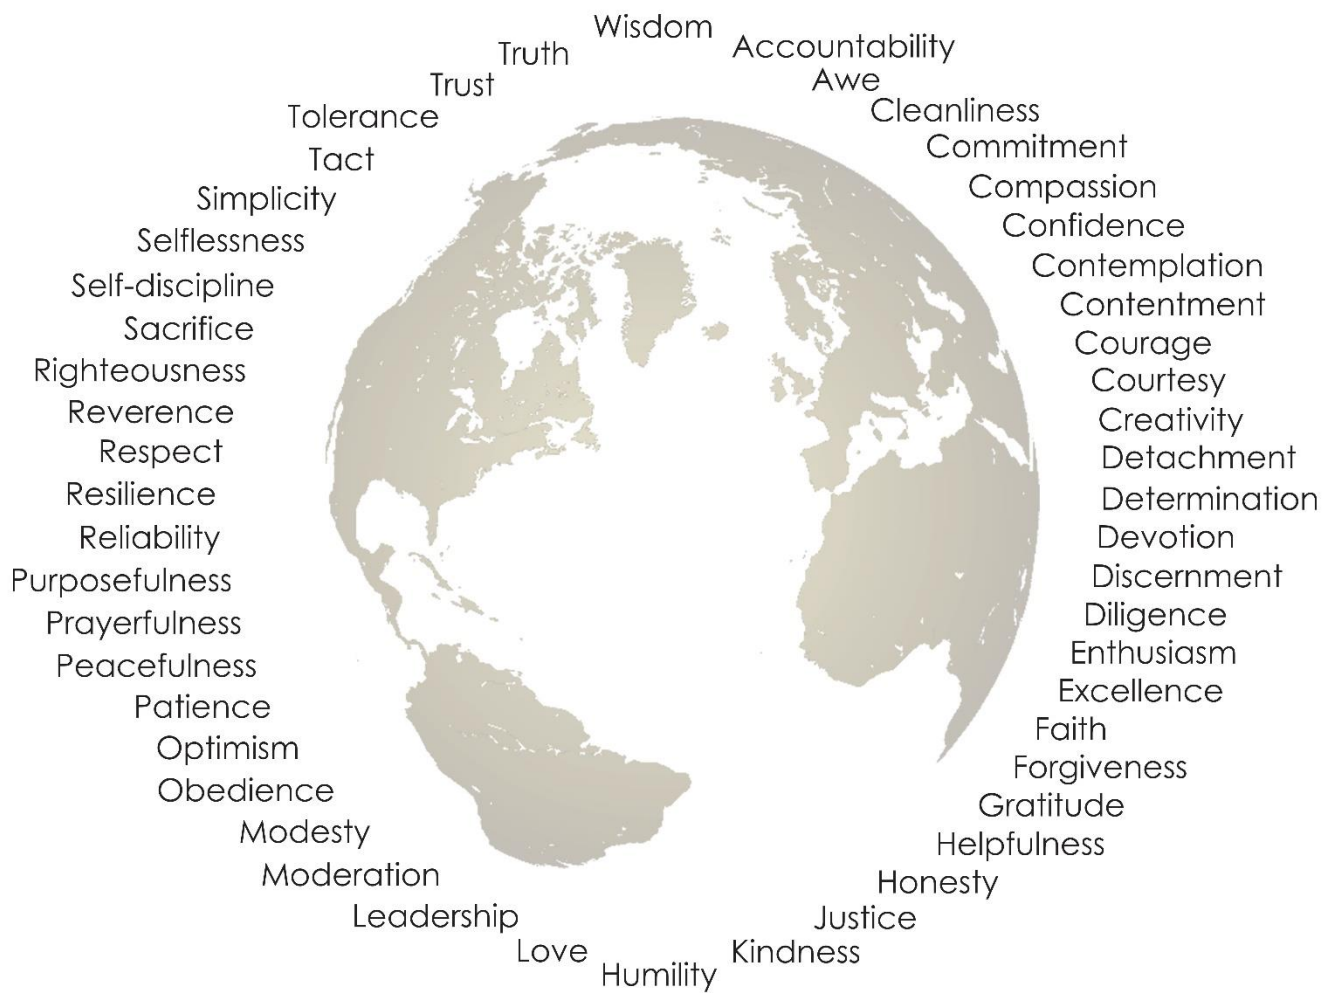 Wisdom
Accountability
Awe
Cleanliness
Commitment
Compassion
Confidence
Contemplation
Contentment
Courage
Courtesy
Creativity
Detachment
Determination
Devotion
Discernment
Diligence
Enthusiasm
Excellence
Faith
Forgiveness
Gratitude
Helpfulness
Honesty
Justice
Kindness
Humility
Love
Leadership
Moderation
Modesty
Obedience
Optimism
Patience
Peacefulness
Prayerfulness
Purposefulness
Reliability
Resilience
Respect
Reverence
Righteousness
Sacrifice
Self-discipline
Selflessness
Simplicity
Tact
Tolerance
Trust
Truth